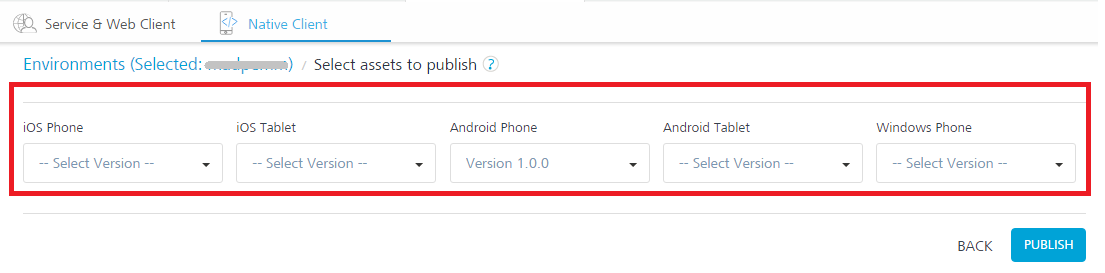 Service & Web Client
Native Client
Environments (Selected: ) / Select assets to publish ?
iOS Phone
iOS Tablet
Android Phone
Android Tablet
Windows Phone
-- Select Version --
-- Select Version --
Version 1.0.0
-- Select Version --
-- Select Version --
BACK
PUBLISH